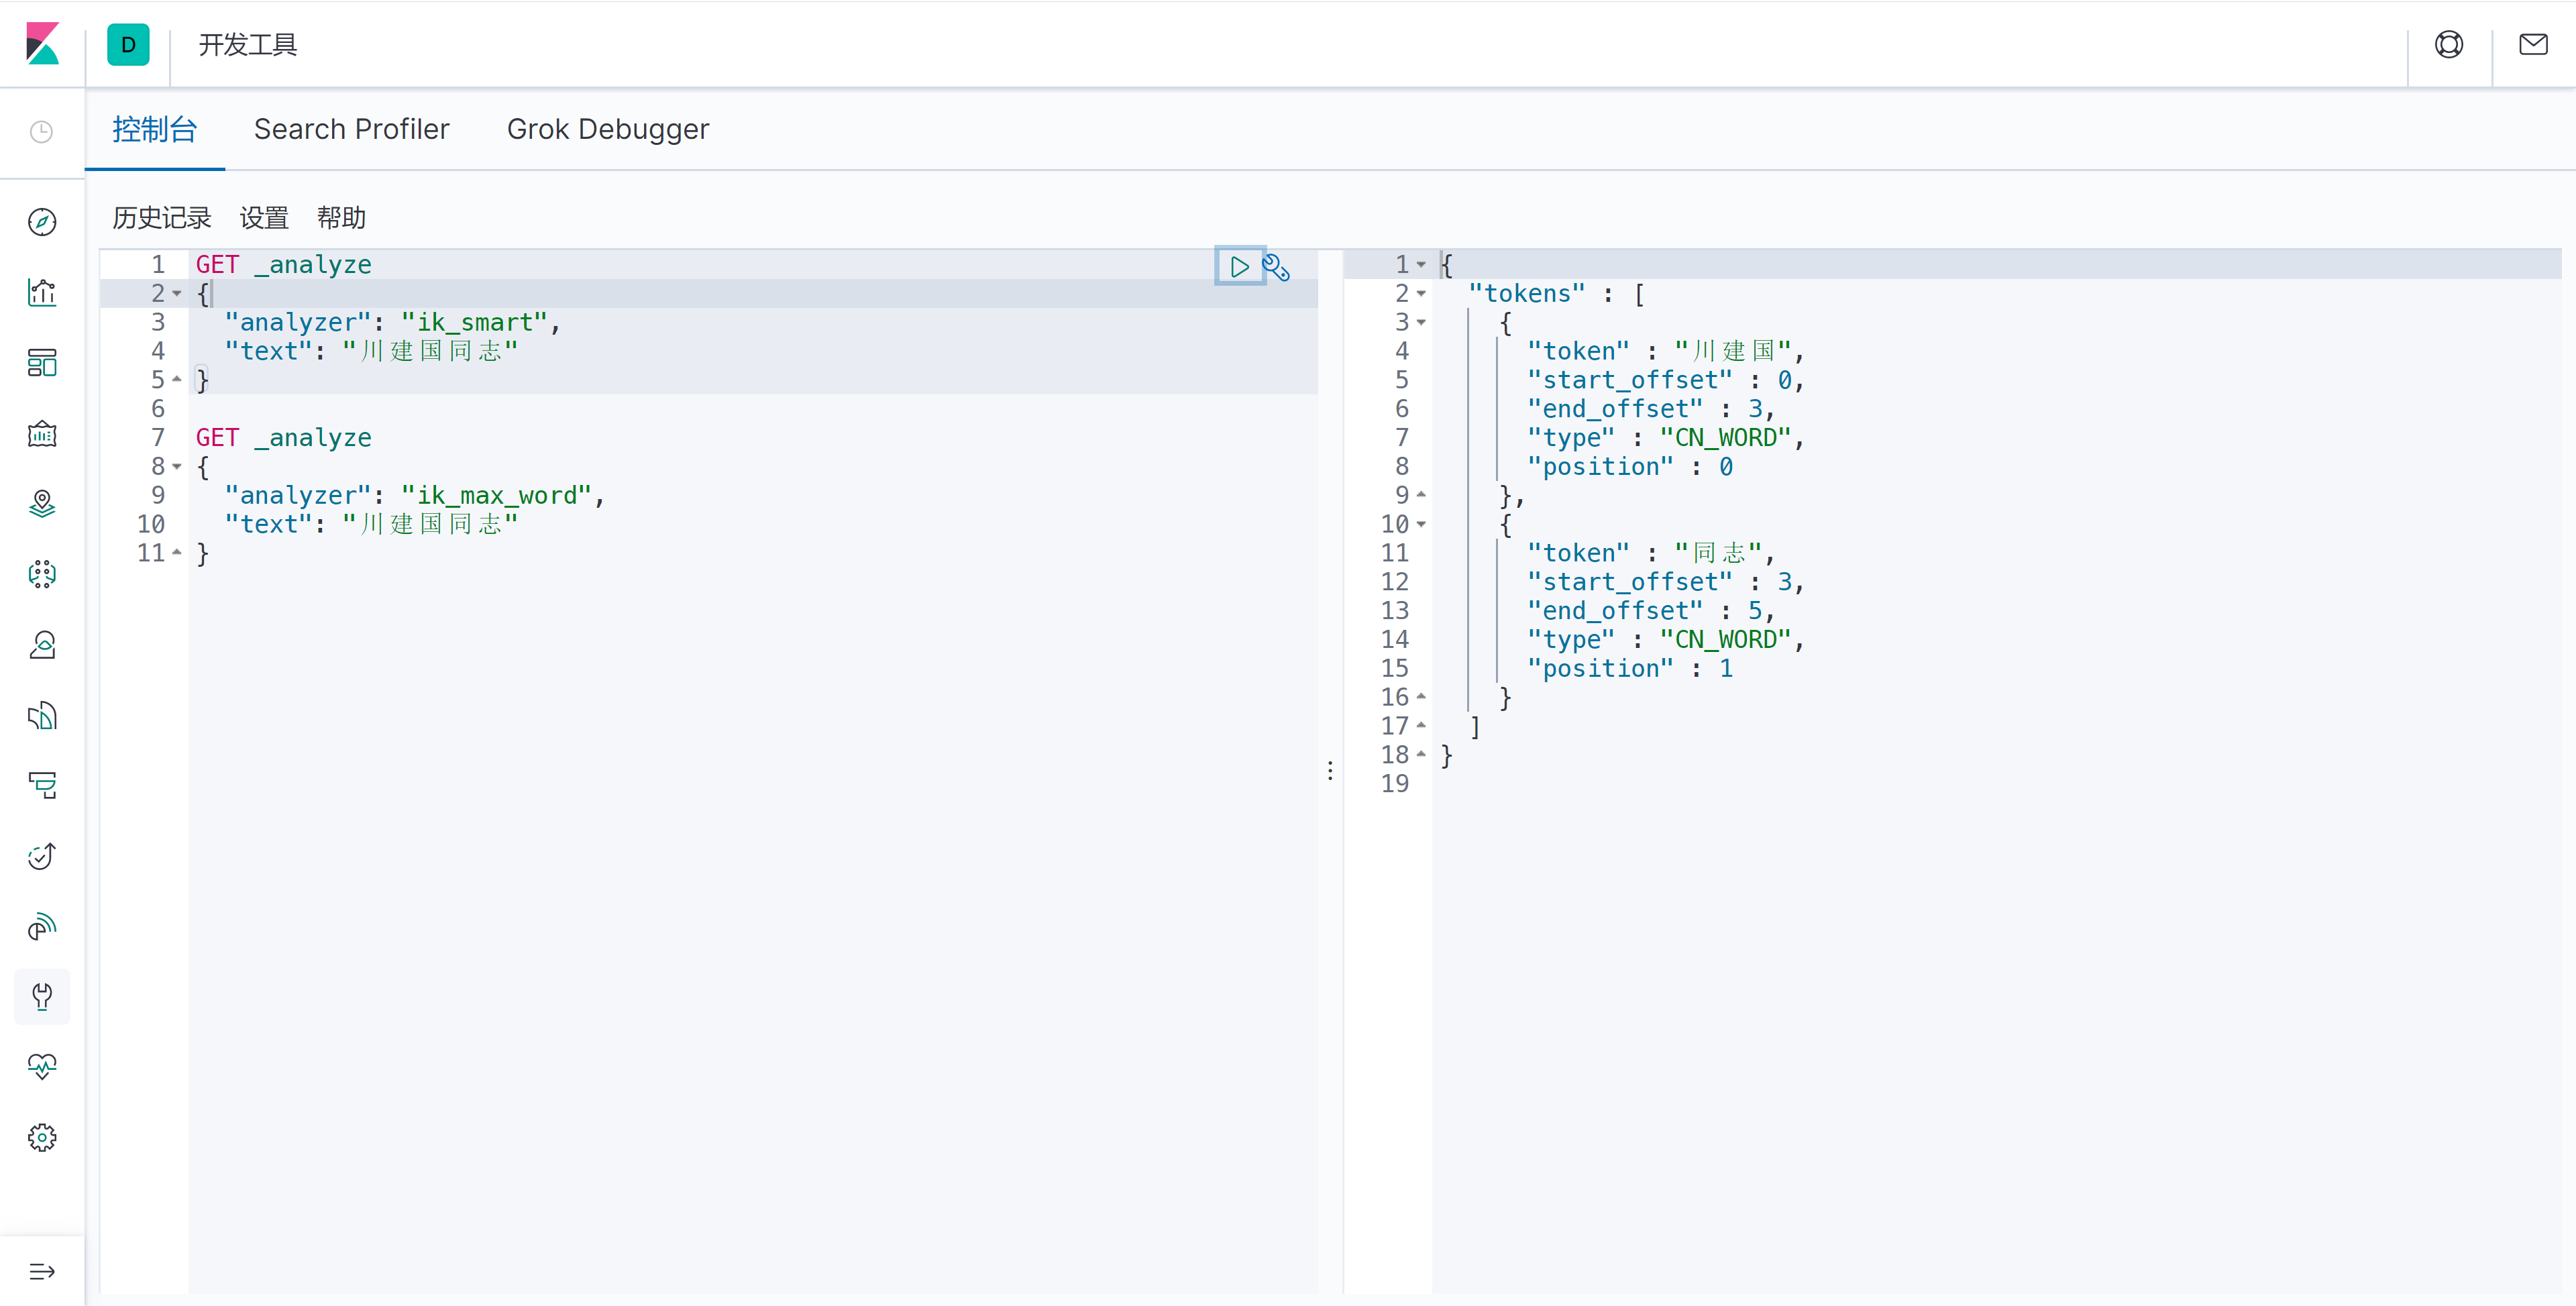 D
开发工具
控制台 Search Profiler Grok Debugger
历史记录 设置 帮助
1 GET _analyze
2 {
3 "analyzer": "ik_smart",
4 "text": "川建国同志"
5 }
6
7 GET _analyze
8 {
9 "analyzer": "ik_max_word",
10 "text": "川建国同志"
11 }
1 {
2 "tokens" : [
3 {
4 "token" : "川建国",
5 "start_offset" : 0,
6 "end_offset" : 3,
7 "type" : "CN_WORD",
8 "position" : 0
9 },
10 {
11 "token" : "同志",
12 "start_offset" : 3,
13 "end_offset" : 5,
14 "type" : "CN_WORD",
15 "position" : 1
16 }
17 ]
18 }
19